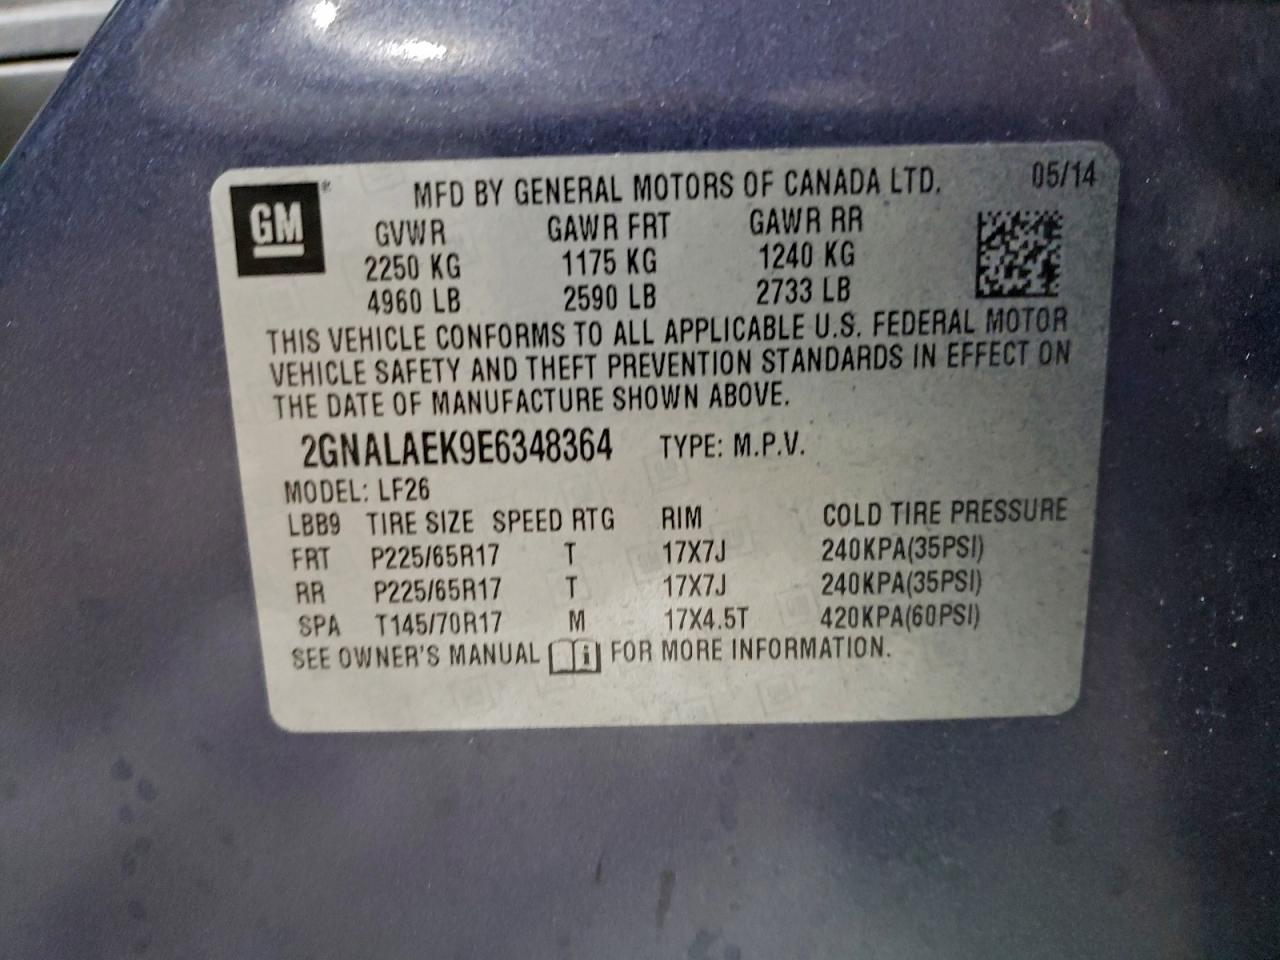 GM ® MFD BY GENERAL MOTORS OF CANADA LTD. 05/14
GVWR GAWR FRT GAWR RR
2250 KG 1175 KG 1240 KG
4960 LB 2590 LB 2733 LB
THIS VEHICLE CONFORMS TO ALL APPLICABLE U.S. FEDERAL MOTOR
VEHICLE SAFETY AND THEFT PREVENTION STANDARDS IN EFFECT ON
THE DATE OF MANUFACTURE SHOWN ABOVE.
2GNALAEK9E6348364 TYPE: M.P.V.
MODEL: LF26
LBB9 TIRE SIZE SPEED RTG RIM COLD TIRE PRESSURE
FRT P225/65R17 T 17X7J 240KPA(35PSI)
RR P225/65R17 T 17X7J 240KPA(35PSI)
SPA T145/70R17 M 17X4.5T 420KPA(60PSI)
SEE OWNER'S MANUAL i FOR MORE INFORMATION.